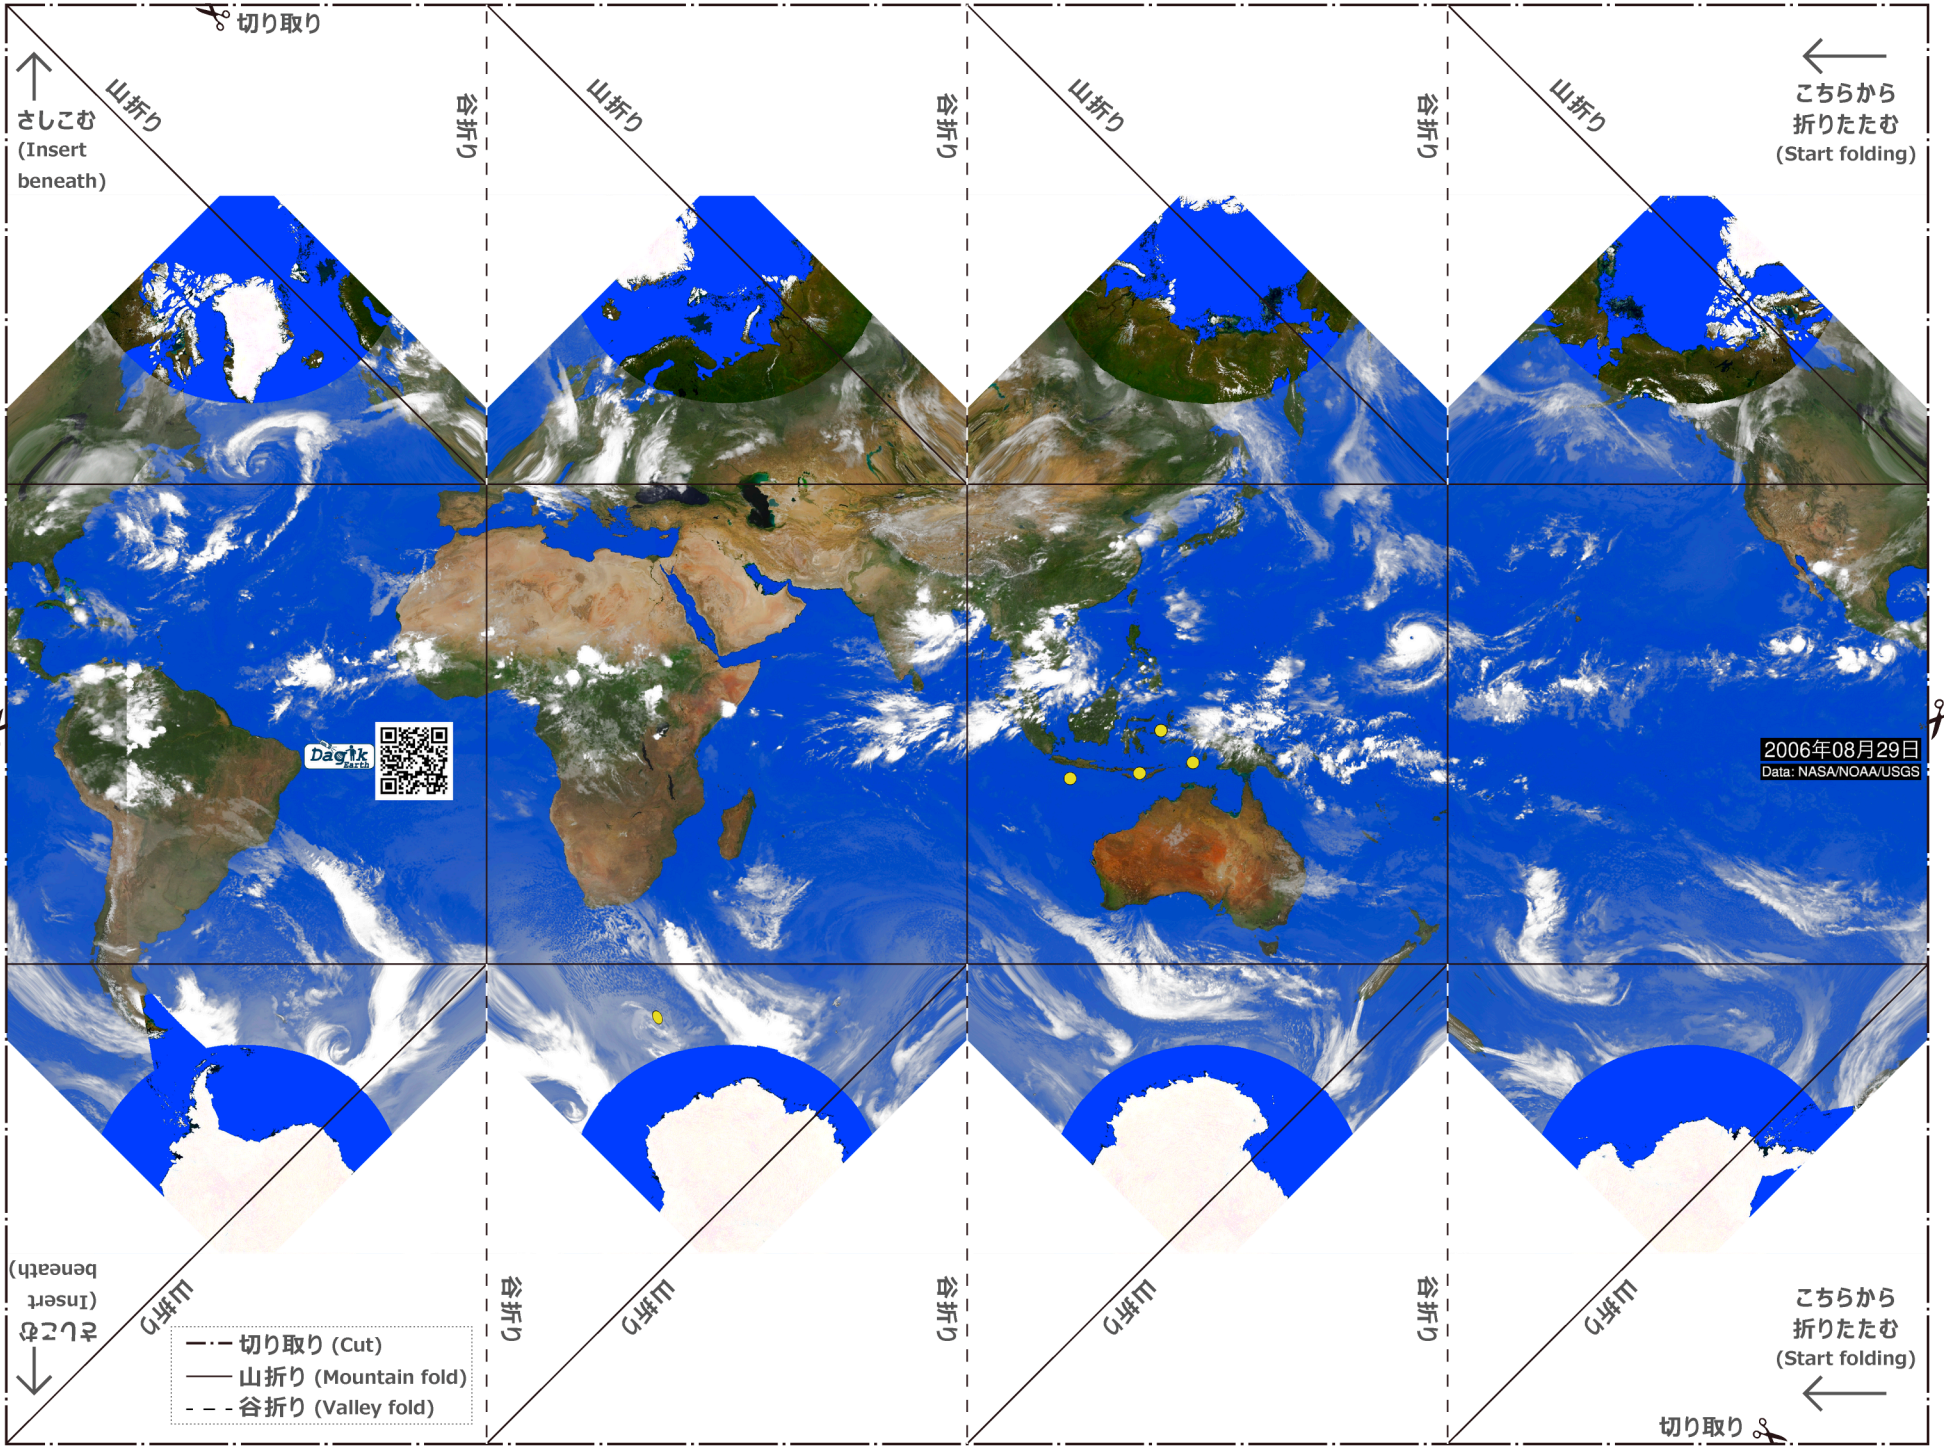 切り取り
山折り
谷折り
山折り
谷折り
山折り
谷折り
山折り
さしこむ
(Insert
beneath)
こちらから
折りたたむ
(Start folding)
Dagik
Earth
2006年08月29日
Data: NASA/NOAA/USGS
さしこむ
(Insert
beneath)
山折り
谷折り
山折り
谷折り
山折り
谷折り
山折り
こちらから
折りたたむ
(Start folding)
切り取り (Cut)
山折り (Mountain fold)
谷折り (Valley fold)
切り取り